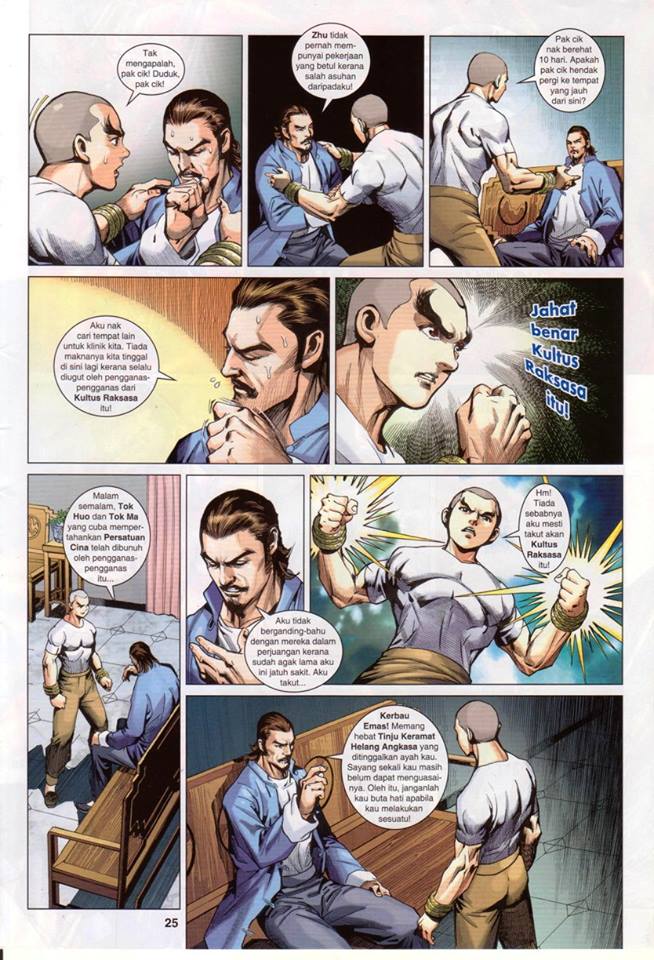 Tak
mengapalah,
pak cik! Duduk,
pak cik!
Zhu tidak
pernah mem-
punyai pekerjaan
yang betul kerana
salah asuhan
daripadaku!
Pak cik
nak berehat
10 hari. Apakah
pak cik hendak
pergi ke tempat
yang jauh
dari sini?
Aku nak
cari tempat lain
untuk klinik kita. Tiada
maknanya kita tinggal
di sini lagi kerana selalu
diugut oleh pengganas-
pengganas dari
Kultus Raksasa
itu!
Jahat
benar
Kultus
Raksasa
itu!
Malam
semalam, Tok
Huo dan Tok Ma
yang cuba memper-
tahankan Persatuan
Cina telah dibunuh
oleh pengganas-
pengganas
itu...
Aku tidak
berganding-bahu
dengan mereka dalam
perjuangan kerana
sudah agak lama aku
ini jatuh sakit. Aku
takut...
Hm!
Tiada
sebabnya
aku mesti
takut akan
Kultus
Raksasa
itu!
Kerbau
Emas! Memang
hebat Tinju Keramat
Helang Angkasa yang
ditinggalkan ayah kau.
Sayang sekali kau masih
belum dapat menguasai-
nya. Oleh itu, janganlah
kau buta hati apabila
kau melakukan
sesuatu!
25